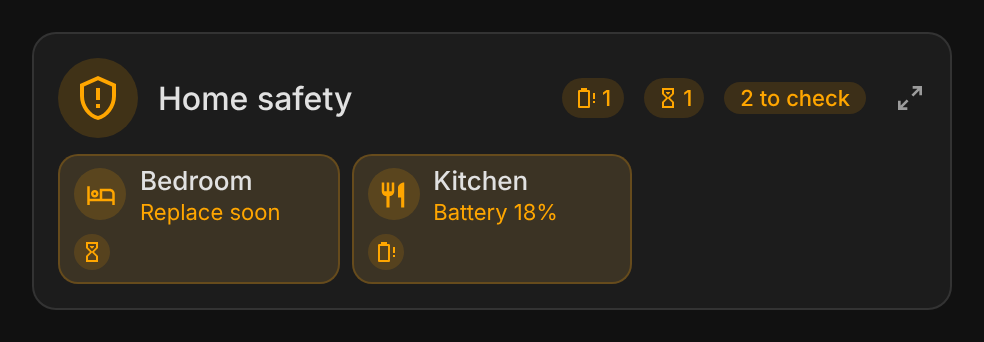 Home safety
1
1
2 to check
Bedroom
Replace soon
Kitchen
Battery 18%